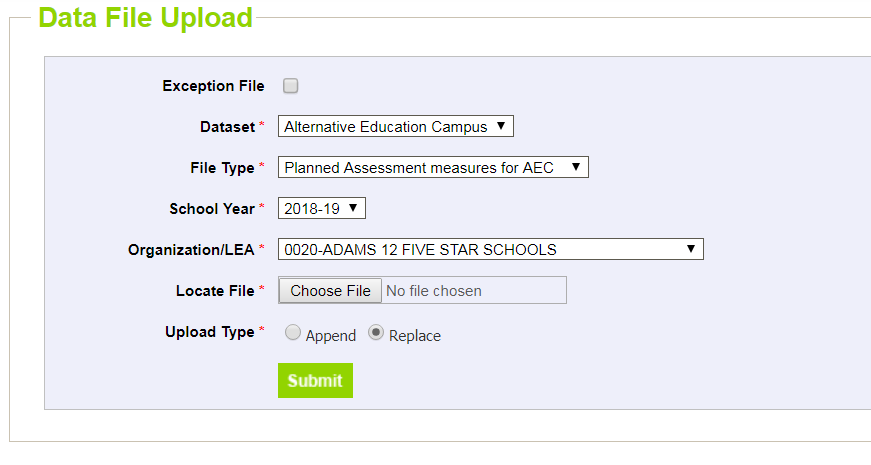 Data File Upload
Exception File
Dataset * Alternative Education Campus
File Type * Planned Assessment measures for AEC
School Year * 2018-19
Organization/LEA * 0020-ADAMS 12 FIVE STAR SCHOOLS
Locate File * Choose File No file chosen
Upload Type * Append Replace
Submit